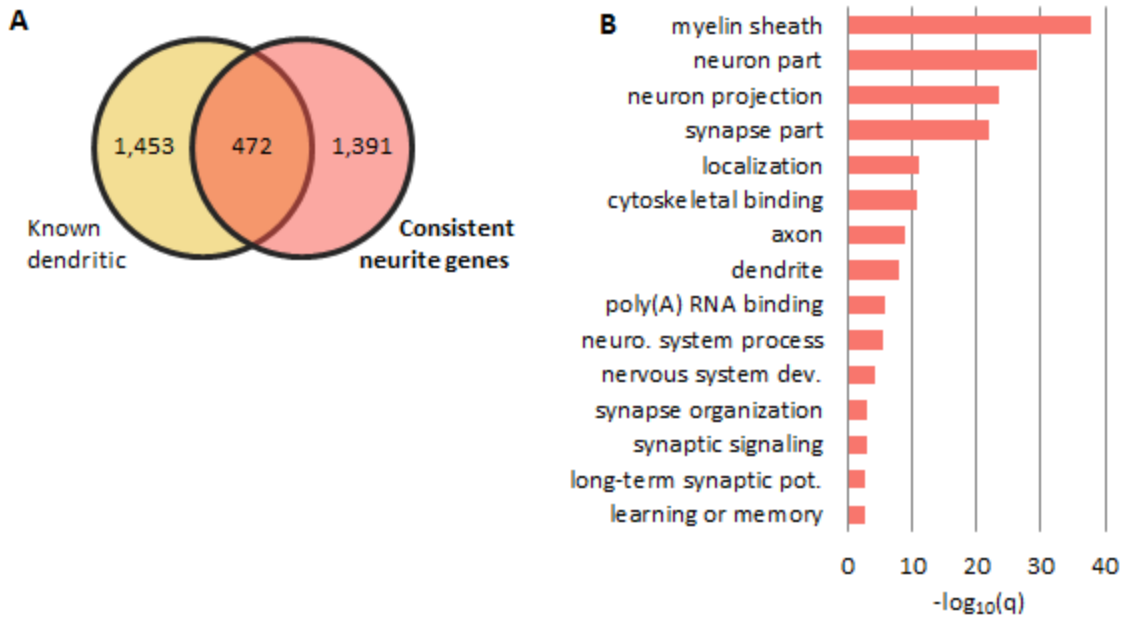 A
1,453
472
1,391
Known
dendritic
Consistent
neurite genes
B
myelin sheath
neuron part
neuron projection
synapse part
localization
cytoskeletal binding
axon
dendrite
poly(A) RNA binding
neuro. system process
nervous system dev.
synapse organization
synaptic signaling
long-term synaptic pot.
learning or memory
0 10 20 30 40
-log₁₀(q)